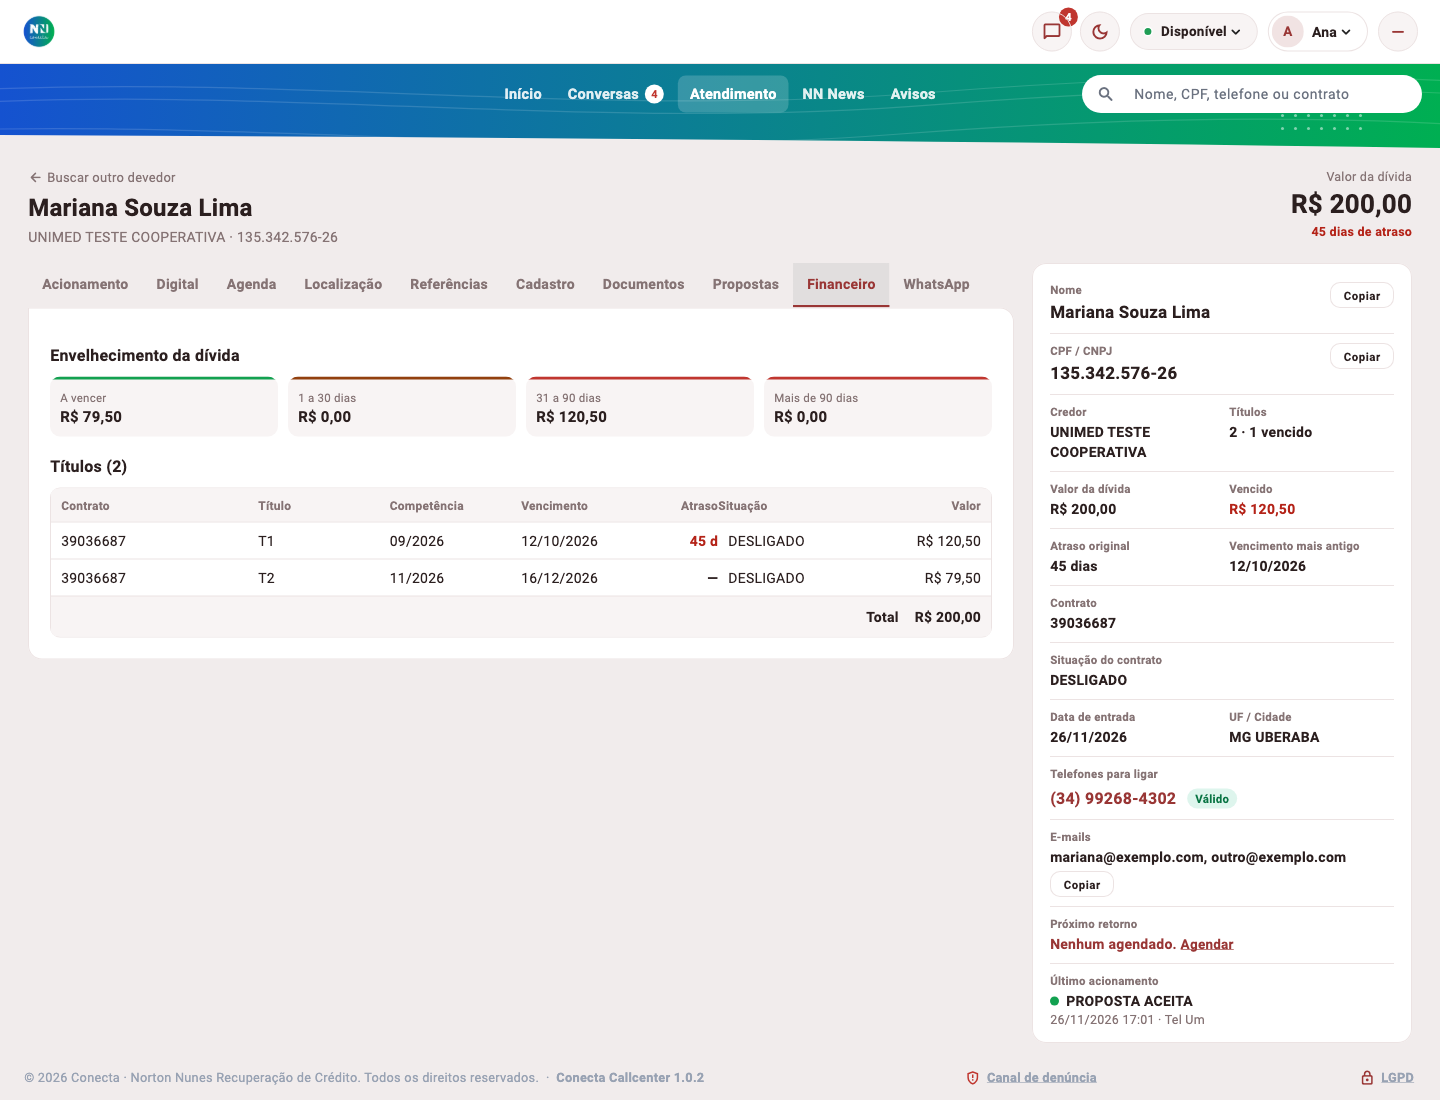 NN
4
Disponível
A
Ana
Início
Conversas 4
Atendimento
NN News
Avisos
Nome, CPF, telefone ou contrato
Buscar outro devedor
Mariana Souza Lima
UNIMED TESTE COOPERATIVA · 135.342.576-26
Valor da dívida
R$ 200,00
45 dias de atraso
Acionamento
Digital
Agenda
Localização
Referências
Cadastro
Documentos
Propostas
Financeiro
WhatsApp
Envelhecimento da dívida
A vencer
R$ 79,50
1 a 30 dias
R$ 0,00
31 a 90 dias
R$ 120,50
Mais de 90 dias
R$ 0,00
Títulos (2)
Contrato Título Competência Vencimento Atraso Situação Valor
39036687 T1 09/2026 12/10/2026 45 d DESLIGADO R$ 120,50
39036687 T2 11/2026 16/12/2026 — DESLIGADO R$ 79,50
Total R$ 200,00
Nome
Mariana Souza Lima
Copiar
CPF / CNPJ
135.342.576-26
Copiar
Credor
UNIMED TESTE
COOPERATIVA
Títulos
2 · 1 vencido
Valor da dívida
R$ 200,00
Vencido
R$ 120,50
Atraso original
45 dias
Vencimento mais antigo
12/10/2026
Contrato
39036687
Situação do contrato
DESLIGADO
Data de entrada
26/11/2026
UF / Cidade
MG UBERABA
Telefones para ligar
(34) 99268-4302 Válido
E-mails
mariana@exemplo.com, outro@exemplo.com
Copiar
Próximo retorno
Nenhum agendado. Agendar
Último acionamento
PROPOSTA ACEITA
26/11/2026 17:01 · Tel Um
© 2026 Conecta · Norton Nunes Recuperação de Crédito. Todos os direitos reservados. · Conecta Callcenter 1.0.2
Canal de denúncia
LGPD